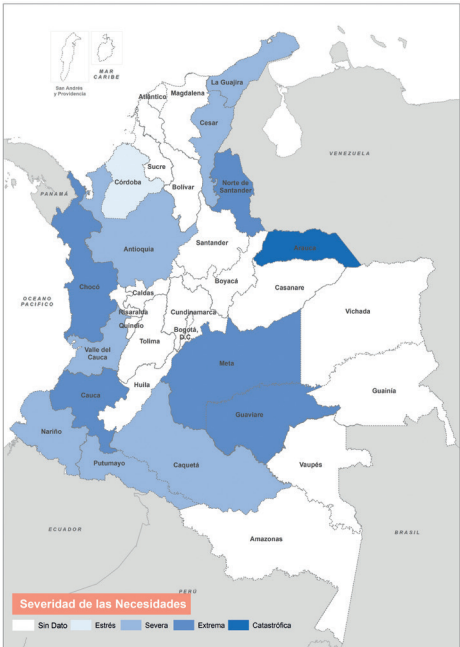 San Andrés
y Providencia
MAR
CARIBE
La Guajira
Atlántico
Magdalena
Cesar
VENEZUELA
Sucre
Córdoba
Bolívar
Norte de
Santander
PANAMÁ
Antioquia
Santander
Arauca
Boyacá
Chocó
Casanare
OCEANO
PACIFICO
Caldas
Risaralda
Cundinamarca
Vichada
Quindío
Bogotá,
D.C.
Tolima
Valle del
Cauca
Meta
Huila
Guainía
Cauca
Guaviare
Nariño
Putumayo
Caquetá
Vaupés
ECUADOR
BRASIL
Amazonas
PERÚ
Severidad de las Necesidades
Sin Dato
Estrés
Severa
Extrema
Catastrófica